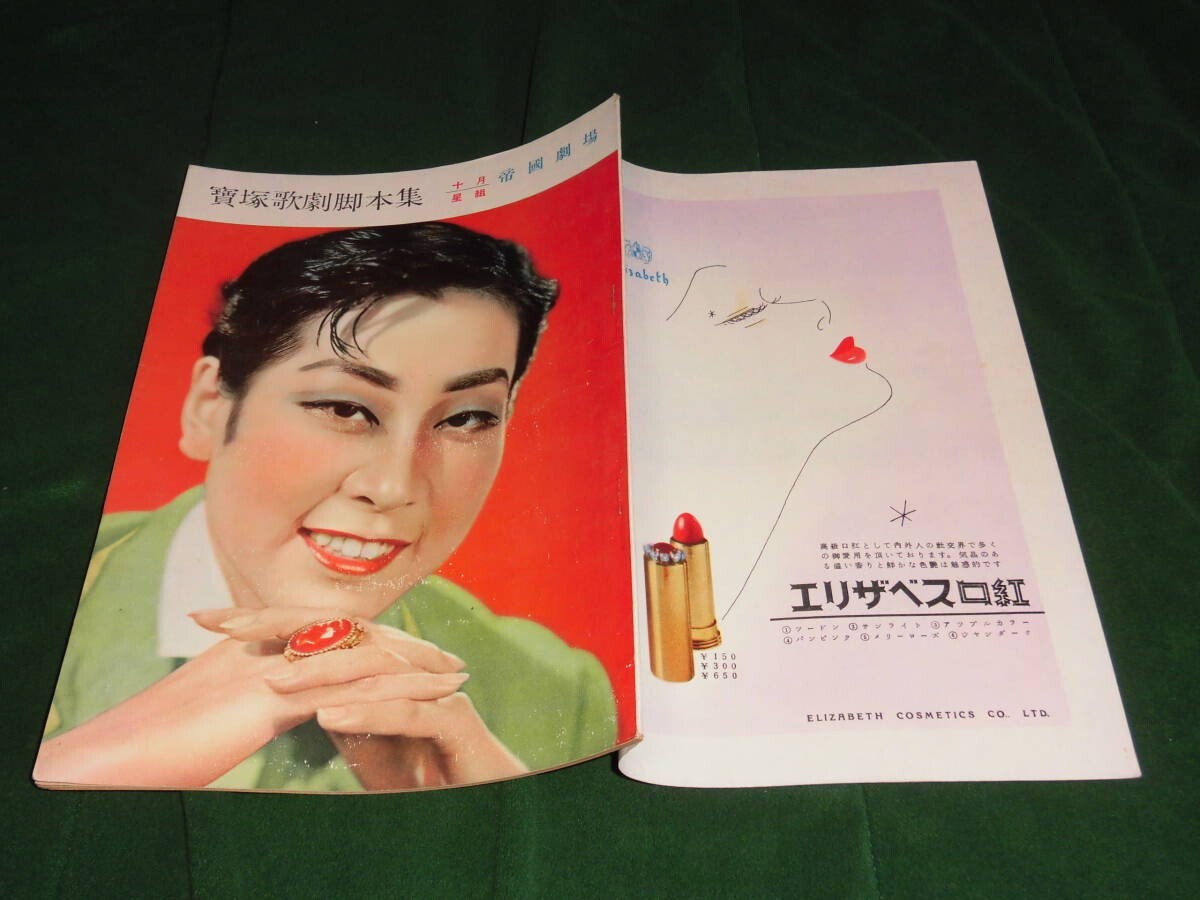 寶塚歌劇脚本集
十月
星組
帝國劇場
高級口紅として内外人の社交界で多く
の御愛用を頂いております。気品のあ
る盛い香りと鮮かな色艶は魅惑的です
エリザベス口紅
①ツードン ②サンライト ③アップルカラー
④パンピンク ⑤メリーローズ ⑥ジャンダーク
¥150
¥300
¥650
ELIZABETH COSMETICS CO., LTD.